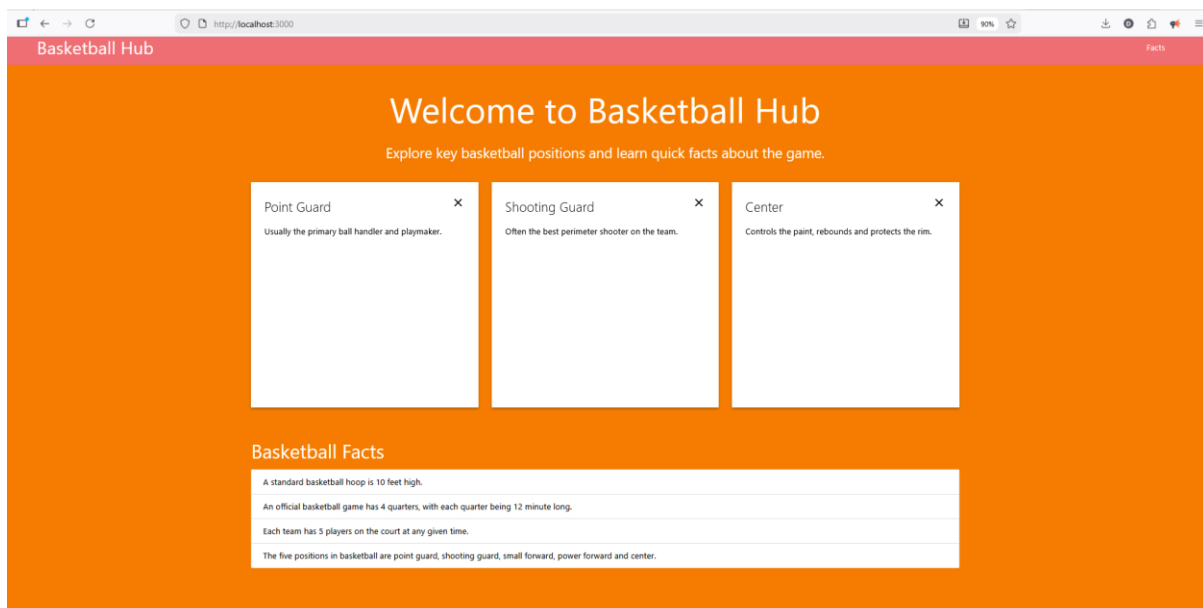 http://localhost:3000
90%
Basketball Hub
Facts
Welcome to Basketball Hub
Explore key basketball positions and learn quick facts about the game.
Point Guard
Usually the primary ball handler and playmaker.
Shooting Guard
Often the best perimeter shooter on the team.
Center
Controls the paint, rebounds and protects the rim.
Basketball Facts
A standard basketball hoop is 10 feet high.
An official basketball game has 4 quarters, with each quarter being 12 minute long.
Each team has 5 players on the court at any given time.
The five positions in basketball are point guard, shooting guard, small forward, power forward and center.